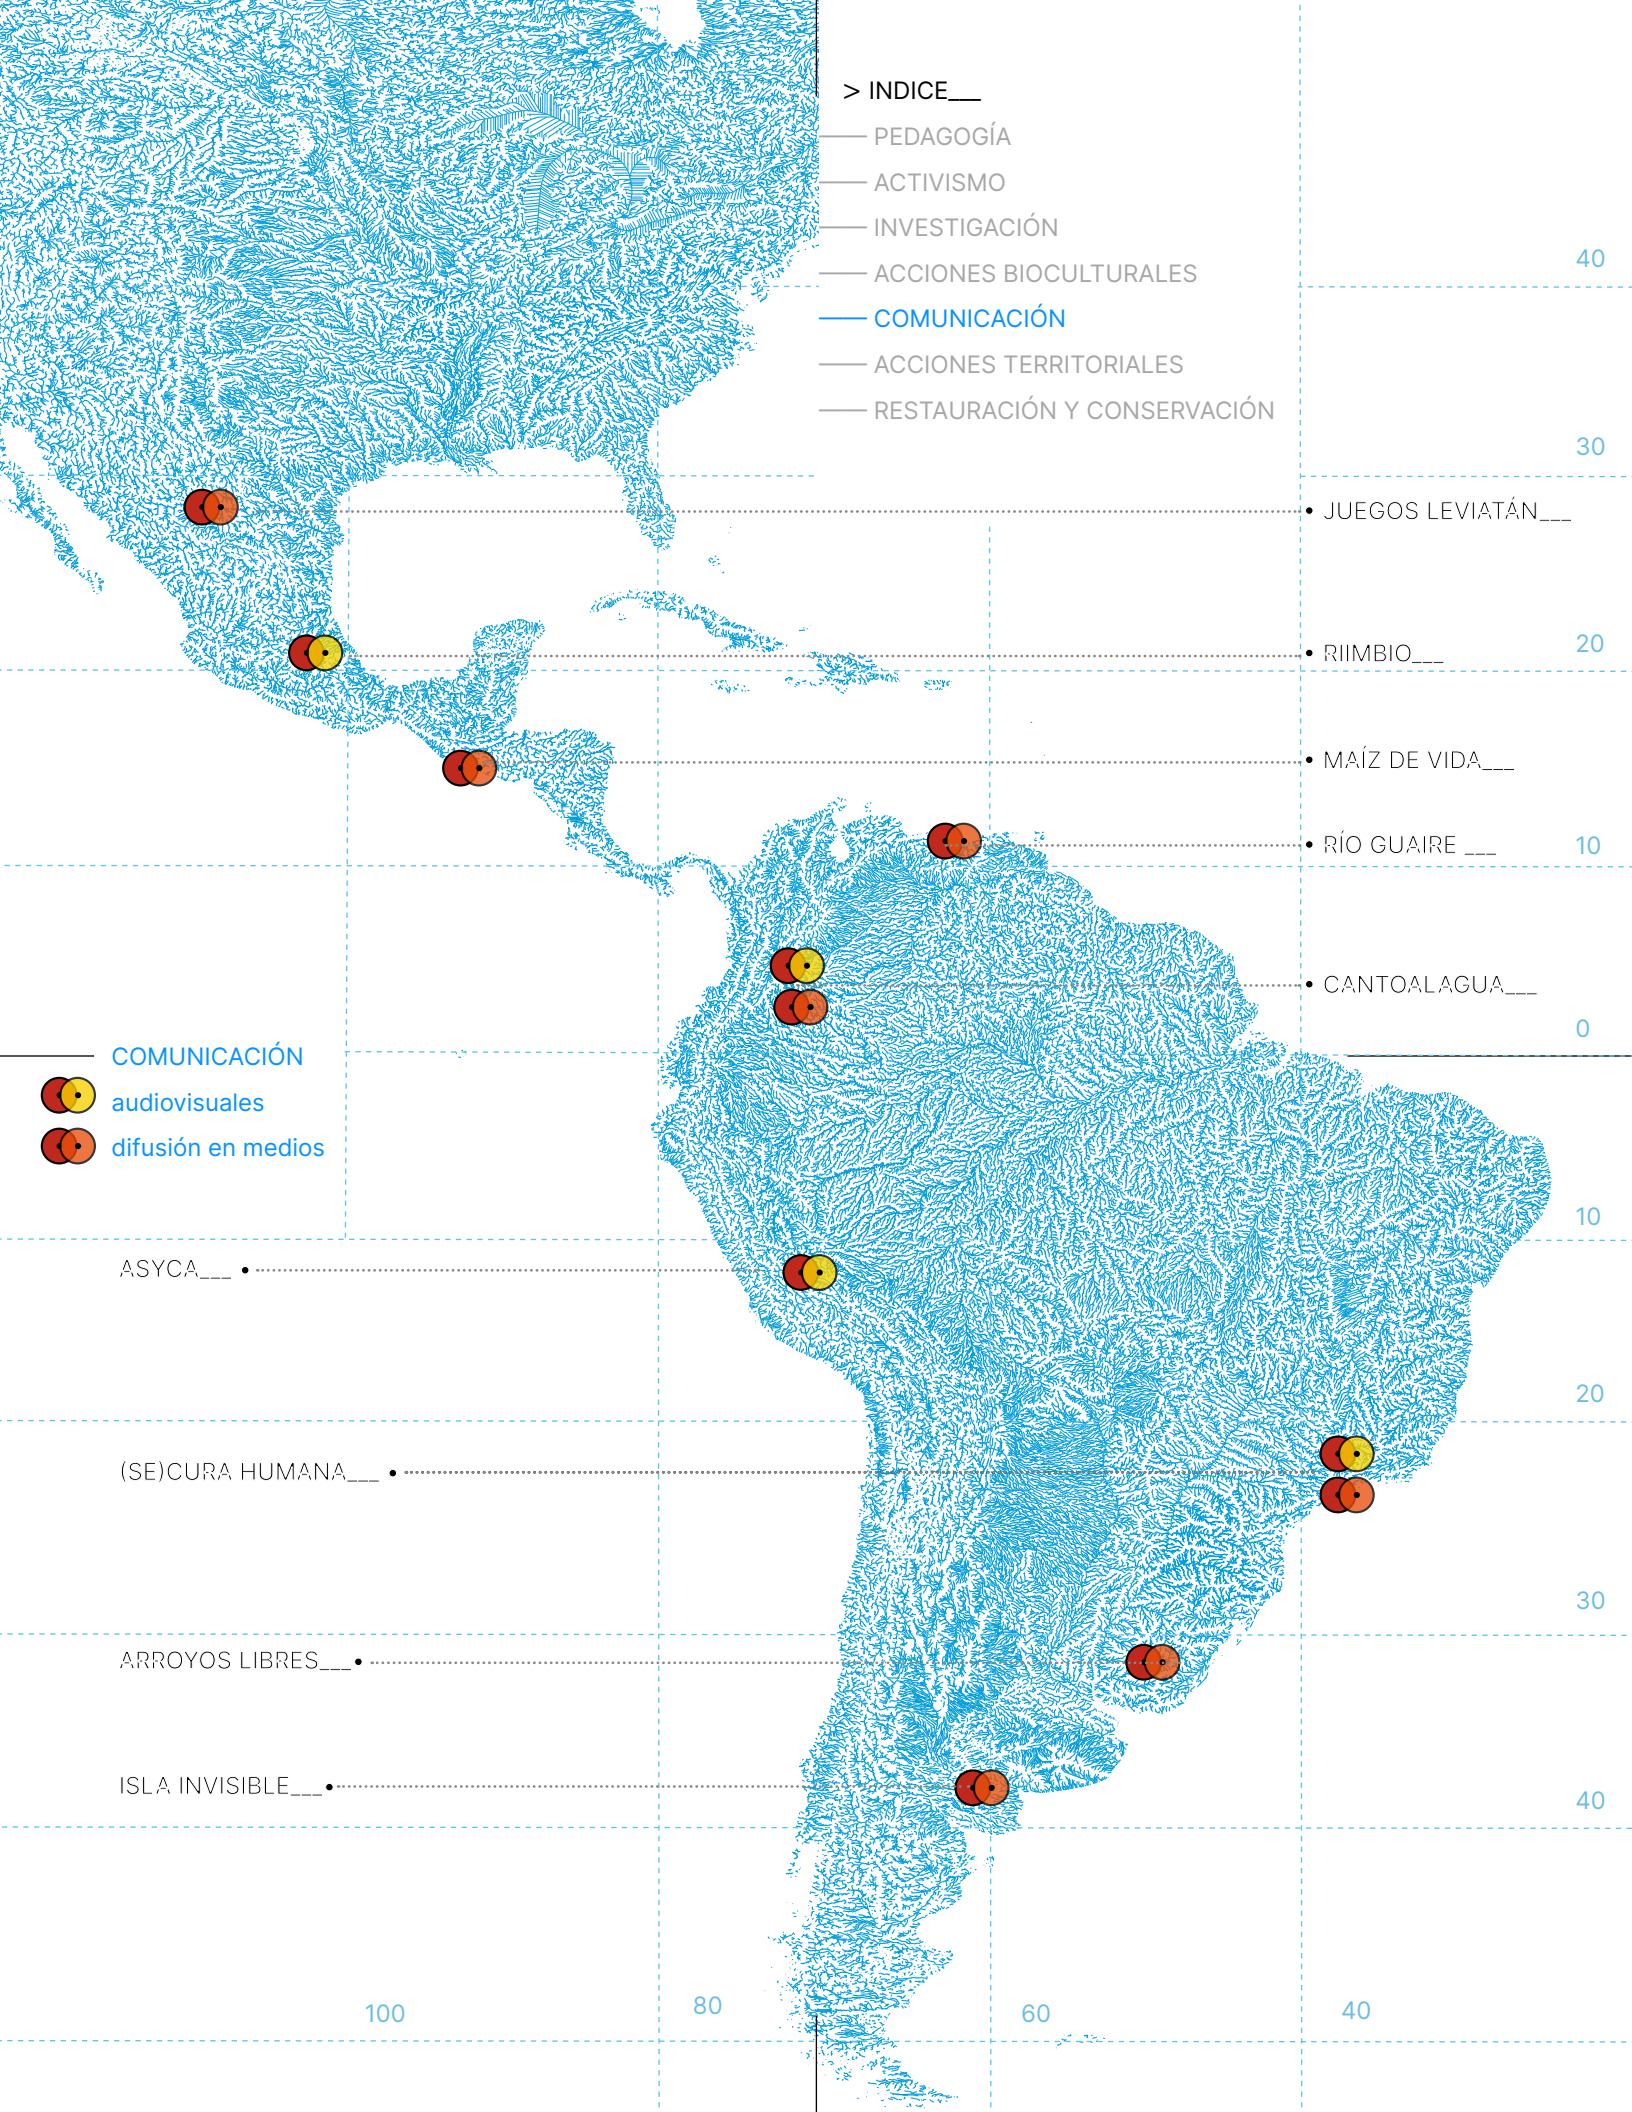 > INDICE___
PEDAGOGÍA
ACTIVISMO
INVESTIGACIÓN
ACCIONES BIOCULTURALES
40
COMUNICACIÓN
ACCIONES TERRITORIALES
RESTAURACIÓN Y CONSERVACIÓN
30
• JUEGOS LEVIATÁN___
• RIIMBIO___
20
• MAÍZ DE VIDA___
• RÍO GUAIRE ___
10
• CANTOALAGUA___
0
COMUNICACIÓN
audiovisuales
difusión en medios
10
ASYCA___ •
20
(SE)CURA HUMANA___ •
30
ARROYOS LIBRES___•
ISLA INVISIBLE___•
40
100
80
60
40